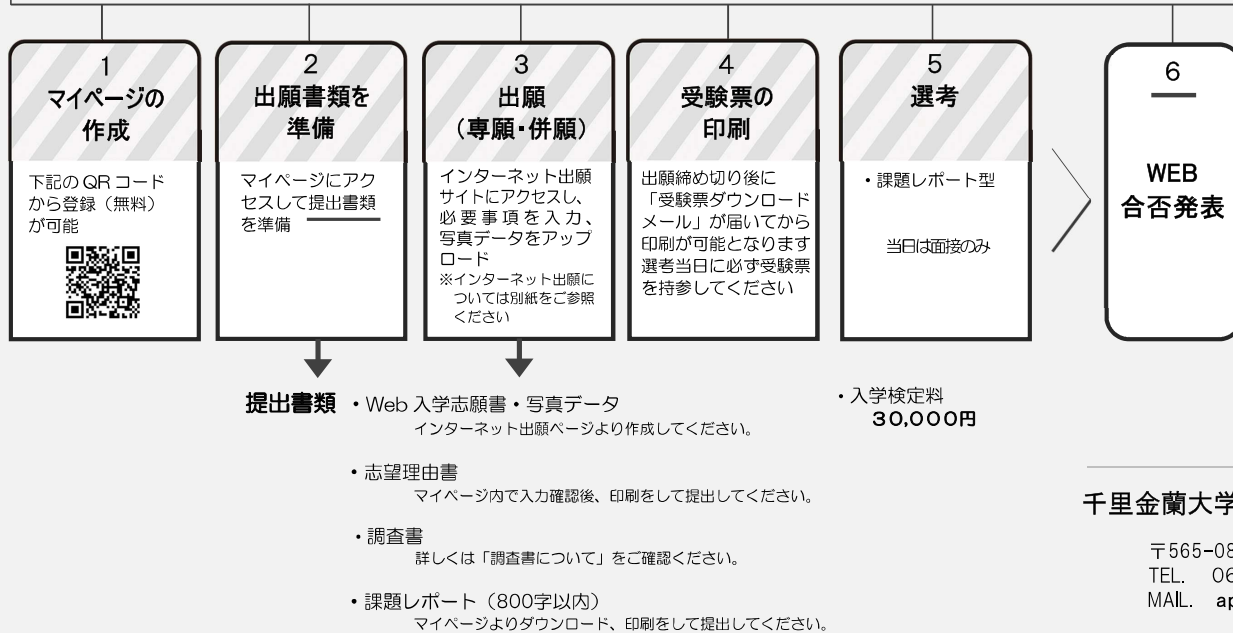 1
マイページの
作成
下記のQRコード
から登録（無料）
が可能
2
出願書類を
準備
マイページにアク
セスして提出書類
を準備
3
出願
（専願・併願）
インターネット出願
サイトにアクセスし、
必要事項を入力、
写真データをアップ
ロード
※インターネット出願に
ついては別紙をご参照
ください
4
受験票の
印刷
出願締め切り後に
「受験票ダウンロード
メール」が届いてから
印刷が可能となります
選考当日に必ず受験票
を持参してください
5
選考
・課題レポート型
当日は面接のみ
6
WEB
合否発表
提出書類 ・Web入学志願書・写真データ
インターネット出願ページより作成してください。
・志望理由書
マイページ内で入力確認後、印刷をして提出してください。
・調査書
詳しくは「調査書について」をご確認ください。
・課題レポート（800字以内）
マイページよりダウンロード、印刷をして提出してください。
・入学検定料
30,000円
千里金蘭大学
〒565-08
TEL. 06
MAIL. ap